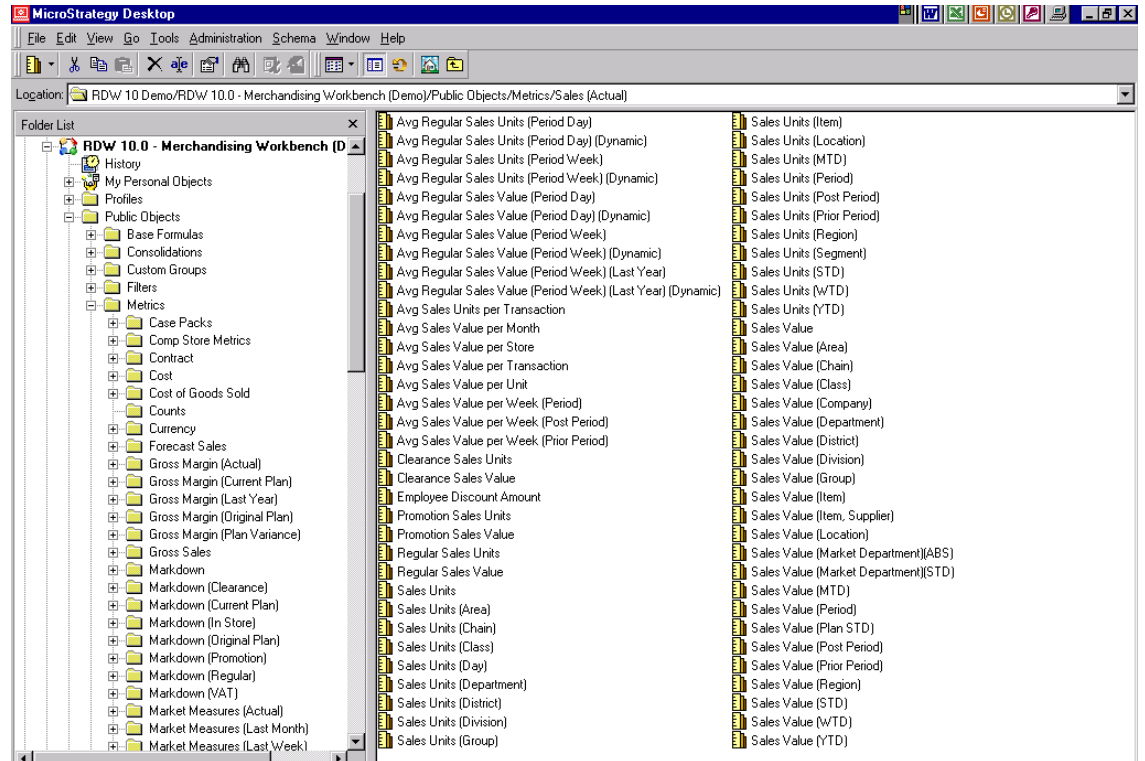 MicroStrategy Desktop
File Edit View Go Tools Administration Schema Window Help
Location: RDW 10 Demo/RDW 10.0 - Merchandising Workbench (Demo)/Public Objects/Metrics/Sales (Actual)
Folder List
RDW 10.0 - Merchandising Workbench (D
History
My Personal Objects
Profiles
Public Objects
Base Formulas
Consolidations
Custom Groups
Filters
Metrics
Case Packs
Comp Store Metrics
Contract
Cost
Cost of Goods Sold
Counts
Currency
Forecast Sales
Gross Margin (Actual)
Gross Margin (Current Plan)
Gross Margin (Last Year)
Gross Margin (Original Plan)
Gross Margin (Plan Variance)
Gross Sales
Markdown
Markdown (Clearance)
Markdown (Current Plan)
Markdown (In Store)
Markdown (Original Plan)
Markdown (Promotion)
Markdown (Regular)
Markdown (VAT)
Market Measures (Actual)
Market Measures (Last Month)
Market Measures (Last Week)
Avg Regular Sales Units (Period Day)
Avg Regular Sales Units (Period Day) (Dynamic)
Avg Regular Sales Units (Period Week)
Avg Regular Sales Units (Period Week) (Dynamic)
Avg Regular Sales Value (Period Day)
Avg Regular Sales Value (Period Day) (Dynamic)
Avg Regular Sales Value (Period Week)
Avg Regular Sales Value (Period Week) (Dynamic)
Avg Regular Sales Value (Period Week) (Last Year)
Avg Regular Sales Value (Period Week) (Last Year) (Dynamic)
Avg Sales Units per Transaction
Avg Sales Value per Month
Avg Sales Value per Store
Avg Sales Value per Transaction
Avg Sales Value per Unit
Avg Sales Value per Week (Period)
Avg Sales Value per Week (Post Period)
Avg Sales Value per Week (Prior Period)
Clearance Sales Units
Clearance Sales Value
Employee Discount Amount
Promotion Sales Units
Promotion Sales Value
Regular Sales Units
Regular Sales Value
Sales Units
Sales Units (Area)
Sales Units (Chain)
Sales Units (Class)
Sales Units (Day)
Sales Units (Department)
Sales Units (District)
Sales Units (Division)
Sales Units (Group)
Sales Units (Item)
Sales Units (Location)
Sales Units (MTD)
Sales Units (Period)
Sales Units (Post Period)
Sales Units (Prior Period)
Sales Units (Region)
Sales Units (Segment)
Sales Units (STD)
Sales Units (WTD)
Sales Units (YTD)
Sales Value
Sales Value (Area)
Sales Value (Chain)
Sales Value (Class)
Sales Value (Company)
Sales Value (Department)
Sales Value (District)
Sales Value (Division)
Sales Value (Group)
Sales Value (Item)
Sales Value (Item, Supplier)
Sales Value (Location)
Sales Value (Market Department)(ABS)
Sales Value (Market Department)(STD)
Sales Value (MTD)
Sales Value (Period)
Sales Value (Plan STD)
Sales Value (Post Period)
Sales Value (Prior Period)
Sales Value (Region)
Sales Value (STD)
Sales Value (WTD)
Sales Value (YTD)